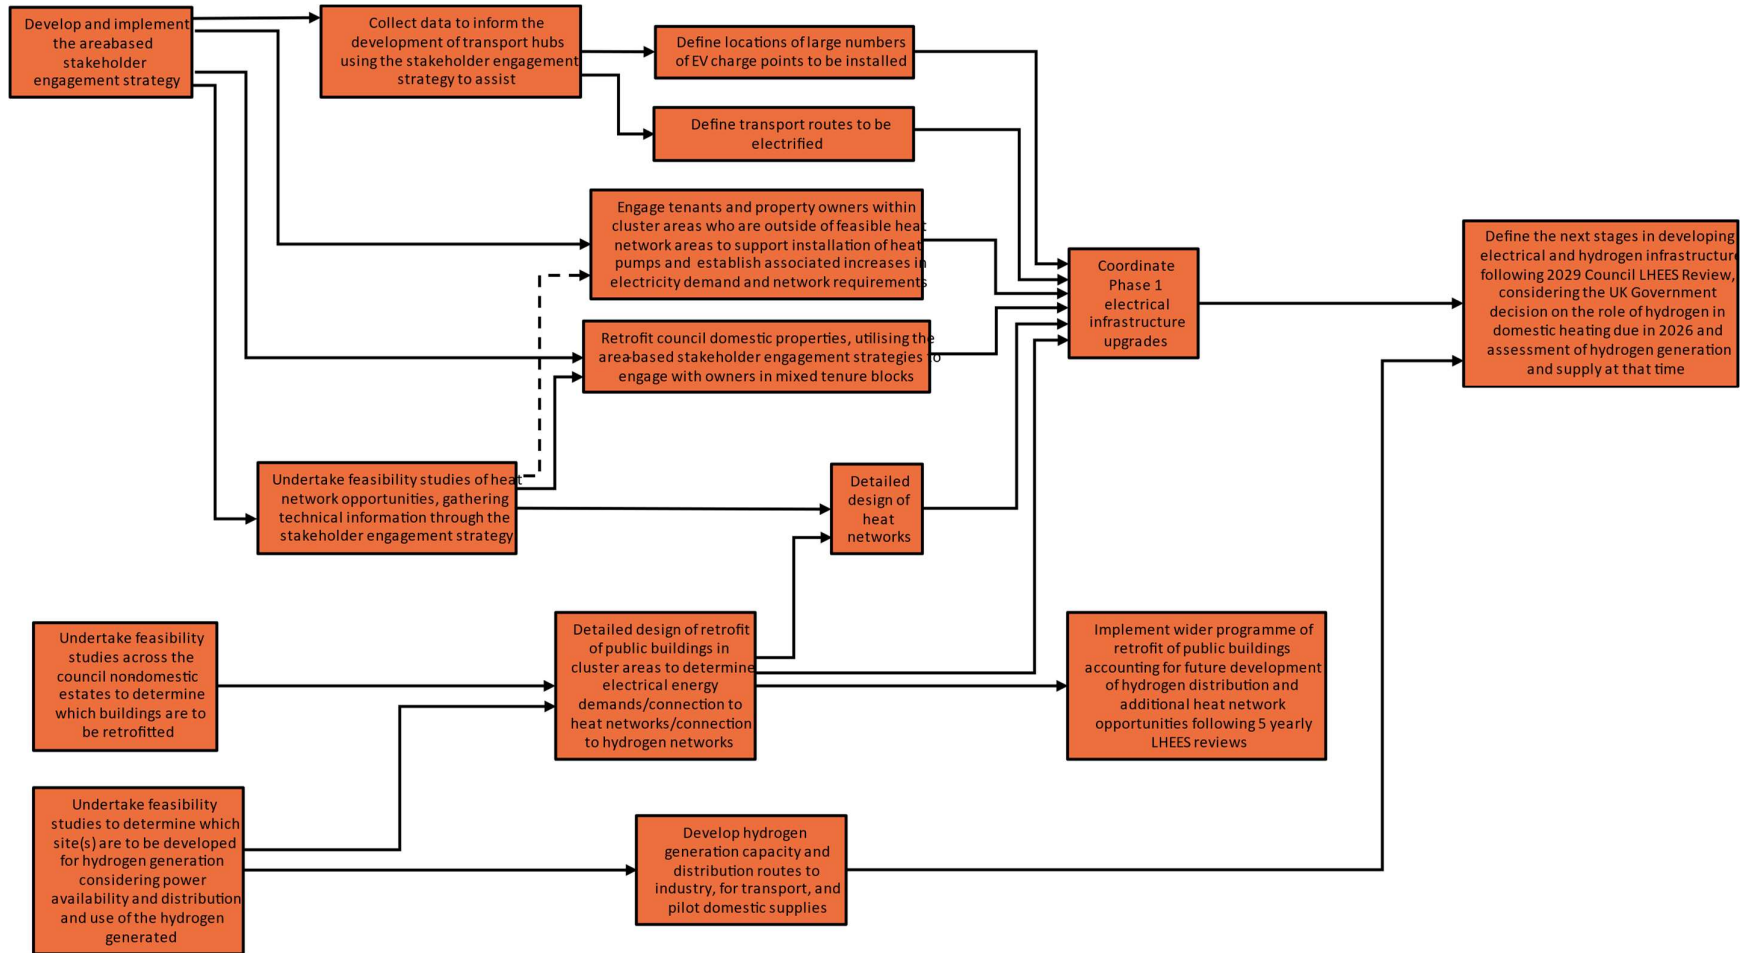 Develop and implement
the areabased
stakeholder
engagement strategy
Collect data to inform the
development of transport hubs
using the stakeholder engagement
strategy to assist
Define locations of large numbers
of EV charge points to be installed
Define transport routes to be
electrified
Engage tenants and property owners within
cluster areas who are outside of feasible heat
network areas to support installation of heat
pumps and establish associated increases in
electricity demand and network requirements
Retrofit council domestic properties, utilising the
area-based stakeholder engagement strategies to
engage with owners in mixed tenure blocks
Coordinate
Phase 1
electrical
infrastructure
upgrades
Define the next stages in developing
electrical and hydrogen infrastructure
following 2029 Council LHEES Review,
considering the UK Government
decision on the role of hydrogen in
domestic heating due in 2026 and
assessment of hydrogen generation
and supply at that time
Undertake feasibility studies of heat
network opportunities, gathering
technical information through the
stakeholder engagement strategy
Detailed
design of
heat
networks
Undertake feasibility
studies across the
council non-domestic
estates to determine
which buildings are to
be retrofitted
Detailed design of retrofit
of public buildings in
cluster areas to determine
electrical energy
demands/connection to
heat networks/connection
to hydrogen networks
Implement wider programme of
retrofit of public buildings
accounting for future development
of hydrogen distribution and
additional heat network
opportunities following 5 yearly
LHEES reviews
Undertake feasibility
studies to determine which
site(s) are to be developed
for hydrogen generation
considering power
availability and distribution
and use of the hydrogen
generated
Develop hydrogen
generation capacity and
distribution routes to
industry, for transport, and
pilot domestic supplies